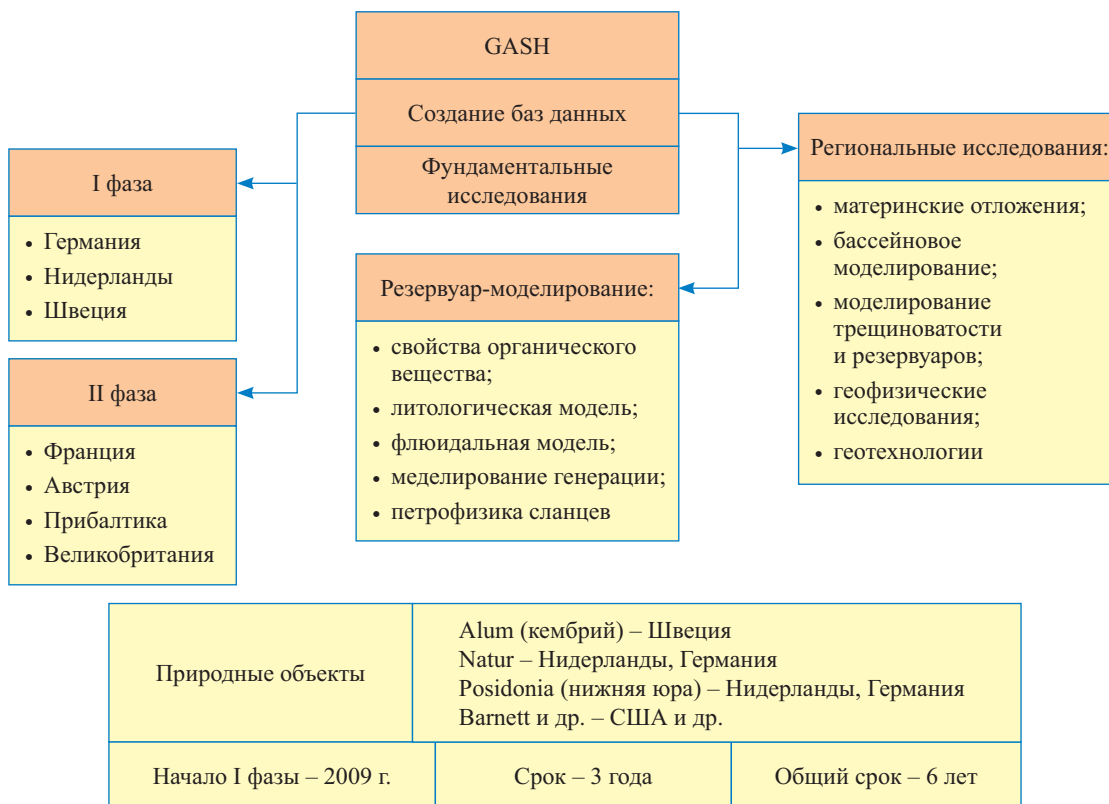 GASH
Создание баз данных
Фундаментальные
исследования
I фаза
• Германия
• Нидерланды
• Швеция
II фаза
• Франция
• Австрия
• Прибалтика
• Великобритания
Резервуар-моделирование:
• свойства органического
вещества;
• литологическая модель;
• флюидальная модель;
• меделирование генерации;
• петрофизика сланцев
Региональные исследования:
• материнские отложения;
• бассейновое
моделирование;
• моделирование
трещиноватости
и резервуаров;
• геофизические
исследования;
• геотехнологии
Природные объекты
Alum (кембрий) – Швеция
Natur – Нидерланды, Германия
Posidonia (нижняя юра) – Нидерланды, Германия
Barnett и др. – США и др.
Начало I фазы – 2009 г.
Срок – 3 года
Общий срок – 6 лет